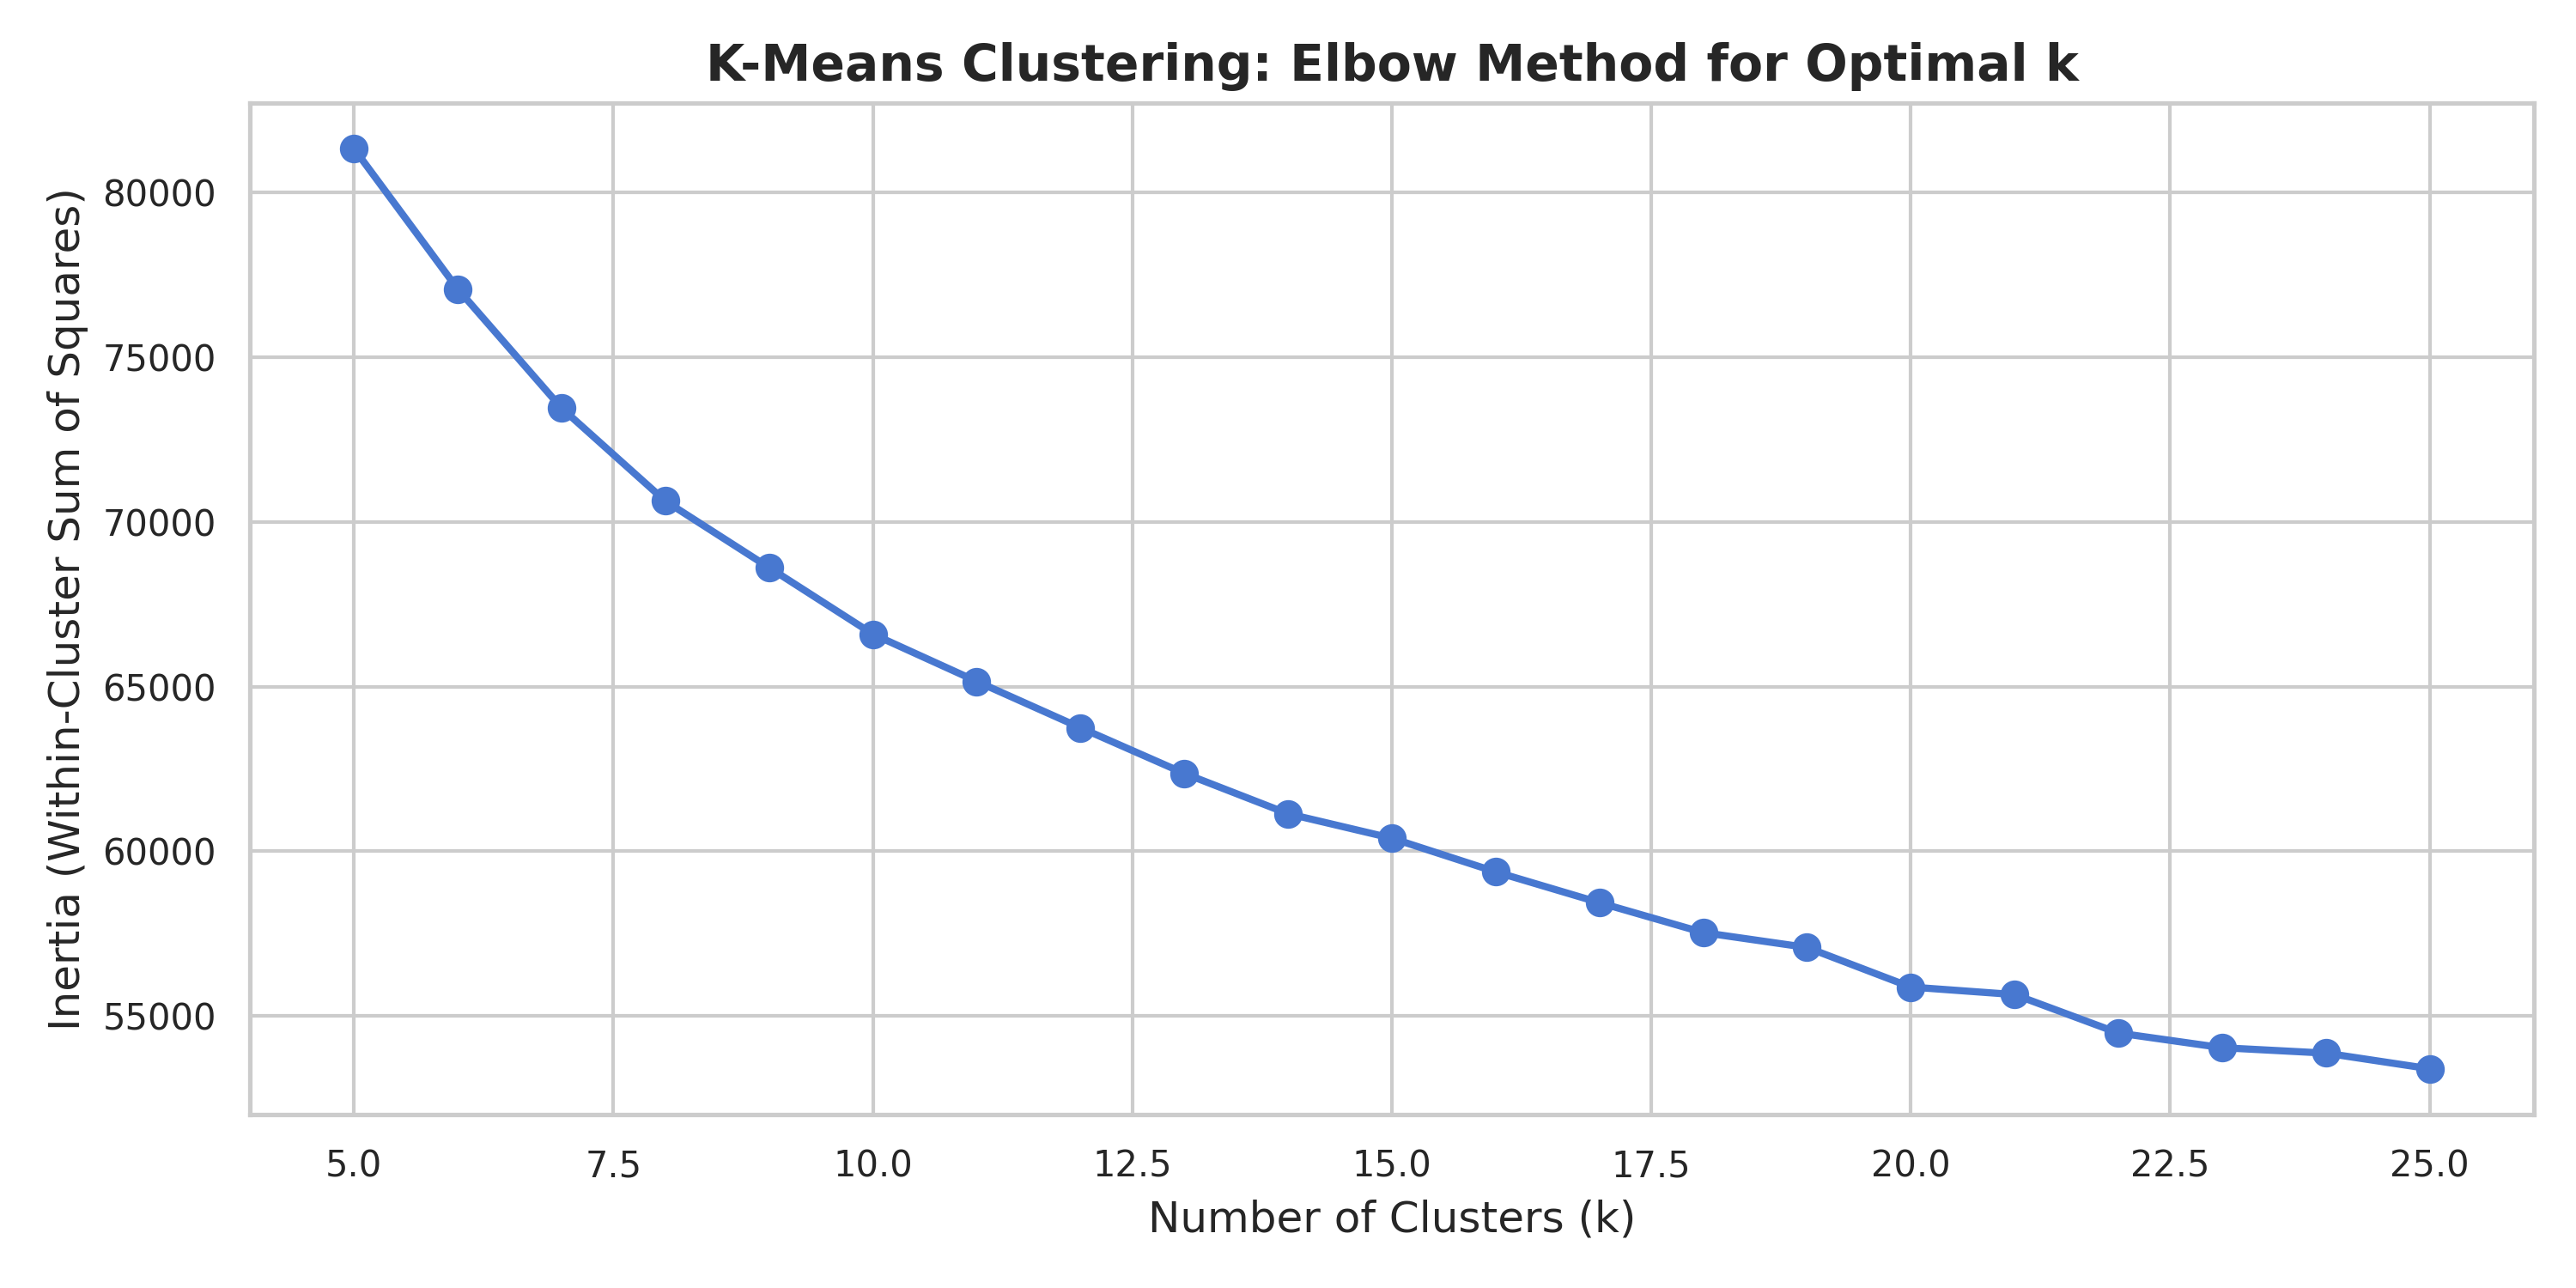 K-Means Clustering: Elbow Method for Optimal k
Inertia (Within-Cluster Sum of Squares)
80000
75000
70000
65000
60000
55000
5.0 7.5 10.0 12.5 15.0 17.5 20.0 22.5 25.0
Number of Clusters (k)